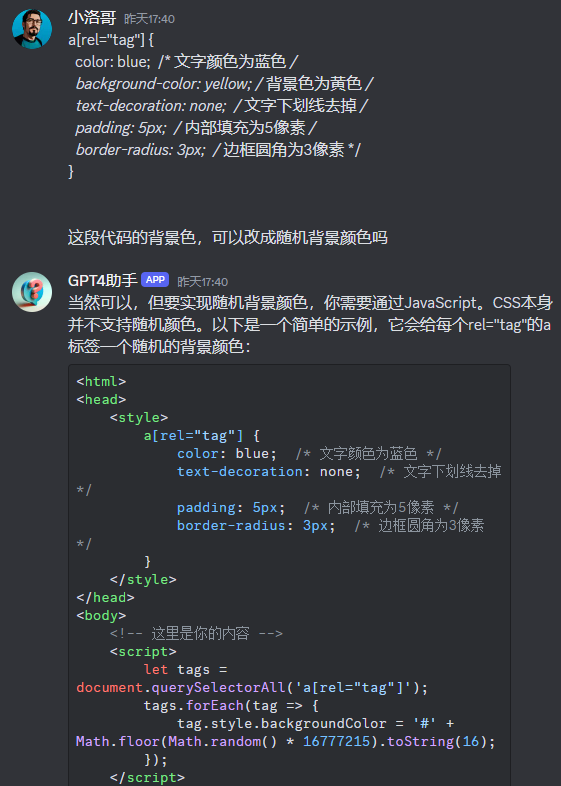 小洛哥 昨天17:40
a[rel="tag"] {
color: blue; /* 文字颜色为蓝色 /
background-color: yellow; / 背景色为黄色 /
text-decoration: none; / 文字下划线去掉 /
padding: 5px; / 内部填充为5像素 /
border-radius: 3px; / 边框圆角为3像素 */
}
这段代码的背景色，可以改成随机背景颜色吗
GPT4助手 APP 昨天17:40
当然可以，但要实现随机背景颜色，你需要通过JavaScript。CSS本身
并不支持随机颜色。以下是一个简单的示例，它会给每个rel="tag"的a
标签一个随机的背景颜色：
<html>
<head>
<style>
a[rel="tag"] {
color: blue; /* 文字颜色为蓝色 */
text-decoration: none; /* 文字下划线去掉
*/
padding: 5px; /* 内部填充为5像素 */
border-radius: 3px; /* 边框圆角为3像素
*/
}
</style>
</head>
<body>
<!-- 这里是你的内容 -->
<script>
let tags =
document.querySelectorAll('a[rel="tag"]');
tags.forEach(tag => {
tag.style.backgroundColor = '#' +
Math.floor(Math.random() * 16777215).toString(16);
});
</script>